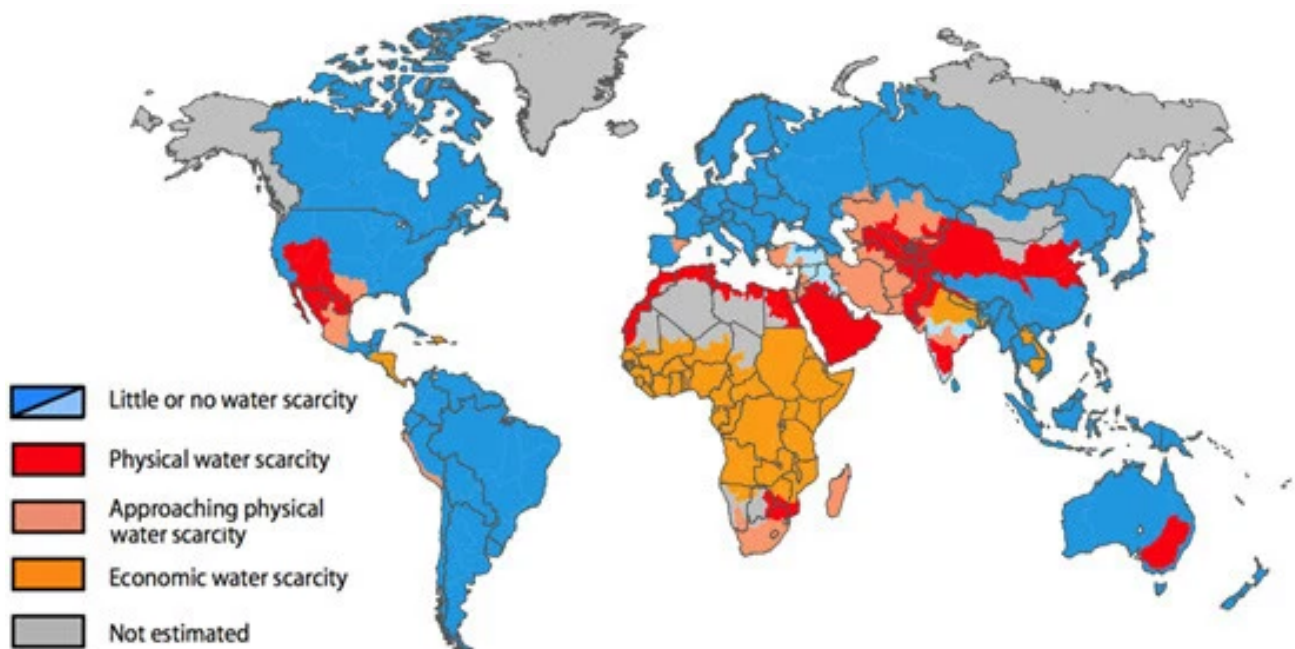 Little or no water scarcity
Physical water scarcity
Approaching physical
water scarcity
Economic water scarcity
Not estimated